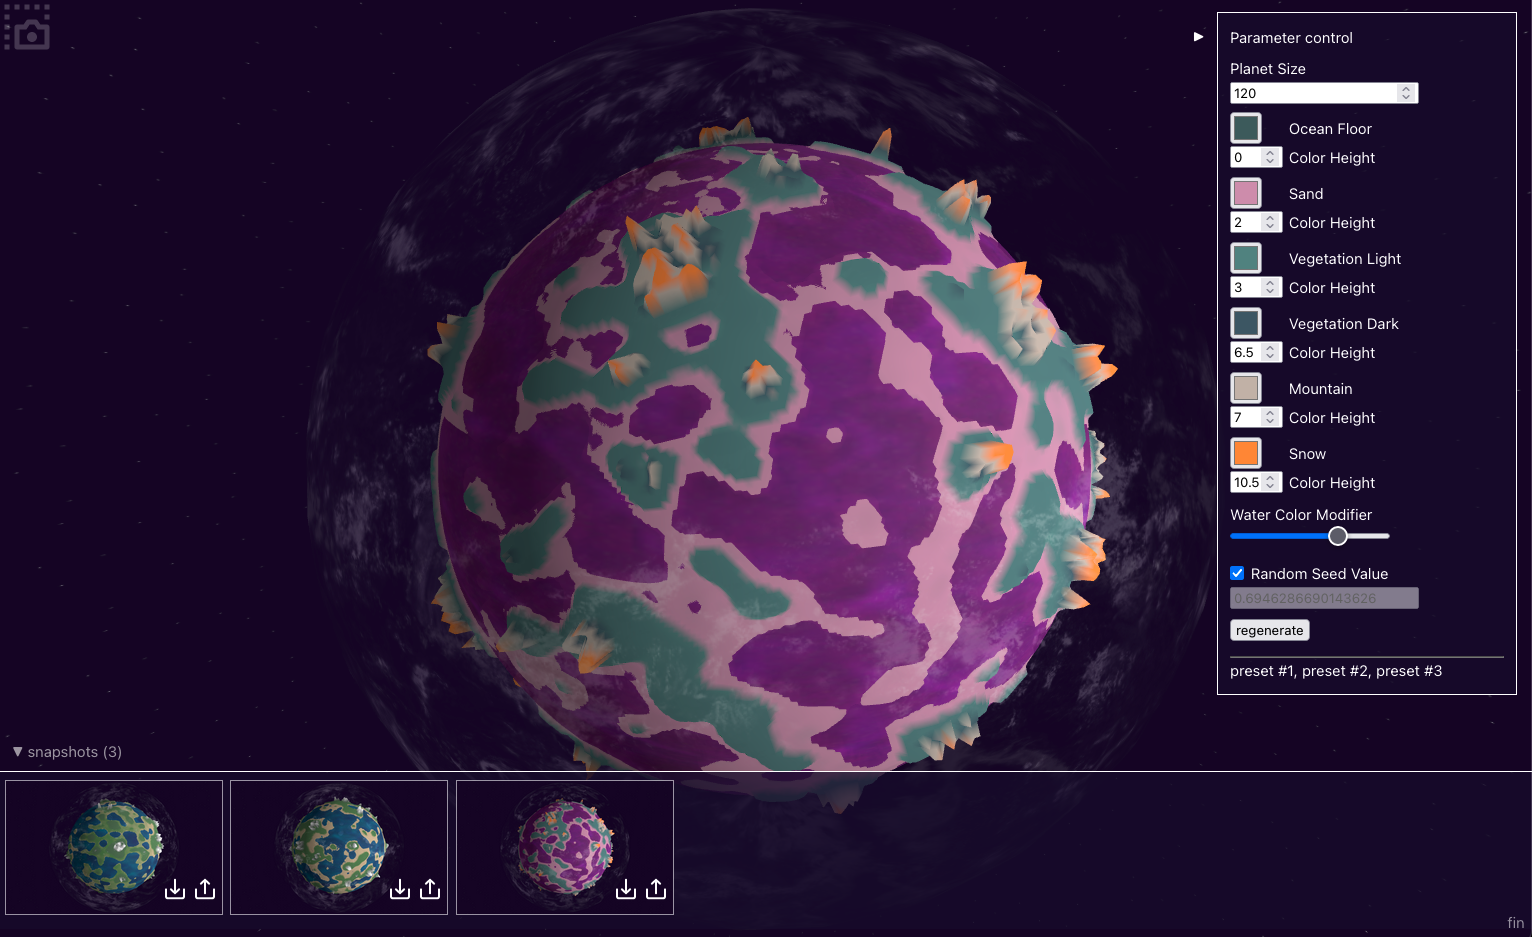 Parameter control
Planet Size
120
Ocean Floor
0 Color Height
Sand
2 Color Height
Vegetation Light
3 Color Height
Vegetation Dark
6.5 Color Height
Mountain
7 Color Height
Snow
10.5 Color Height
Water Color Modifier
Random Seed Value
0.6946286690143626
regenerate
preset #1, preset #2, preset #3
▼ snapshots (3)
fin